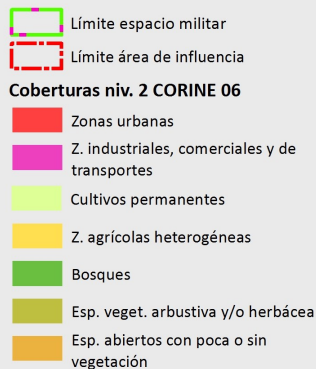 Límite espacio militar
Límite área de influencia
Coberturas niv. 2 CORINE 06
Zonas urbanas
Z. industriales, comerciales y de
transportes
Cultivos permanentes
Z. agrícolas heterogéneas
Bosques
Esp. veget. arbustiva y/o herbácea
Esp. abiertos con poca o sin
vegetación